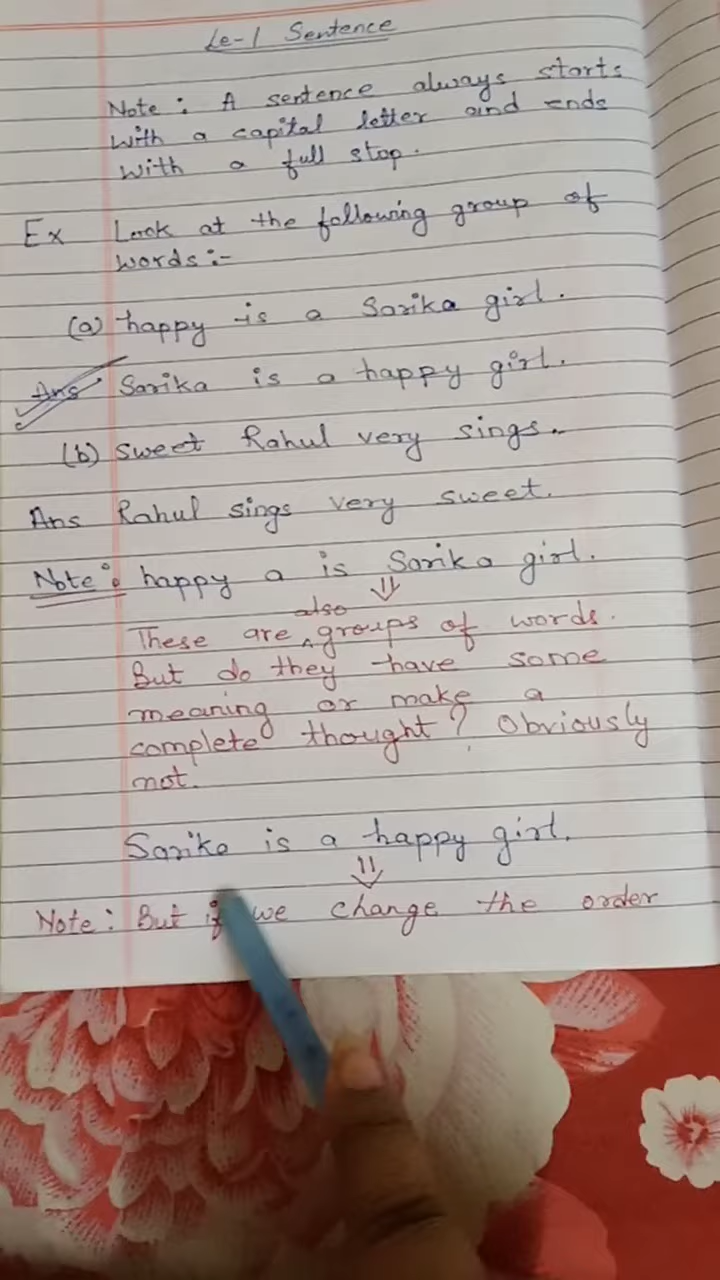 Le-1 Sentence
Note: A sentence always starts
with a capital letter and ends
with a full stop.
Ex Look at the following group of
words:-
(a) happy is a Sarika girl.
Ans Sarika is a happy girl.
(b) sweet Rahul very sings.
Ans Rahul sings very sweet.
Note: happy a is Sarika girl.
⇓
also
These are ^ groups of words.
But do they have some
meaning or make a
complete thought? Obviously
not.
Sarika is a happy girl.
⇓
Note: But if we change the order